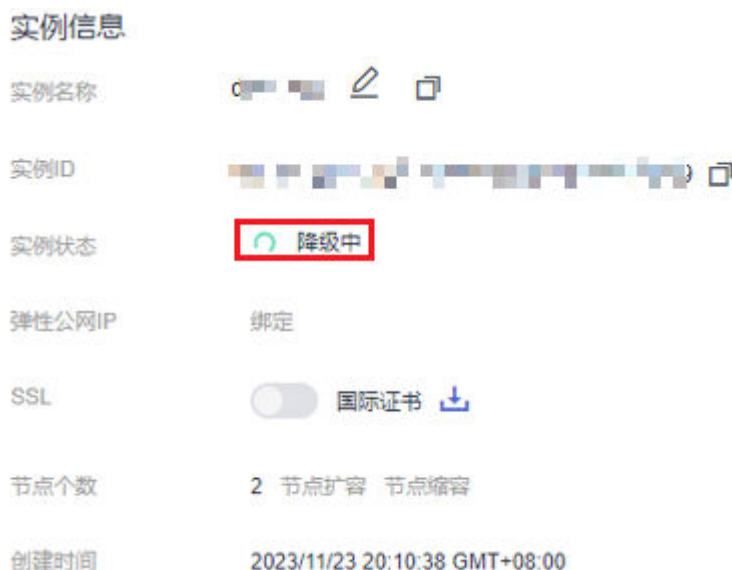 实例信息
实例名称
实例ID
实例状态 降级中
弹性公网IP 绑定
SSL 国际证书
节点个数 2 节点扩容 节点缩容
创建时间 2023/11/23 20:10:38 GMT+08:00